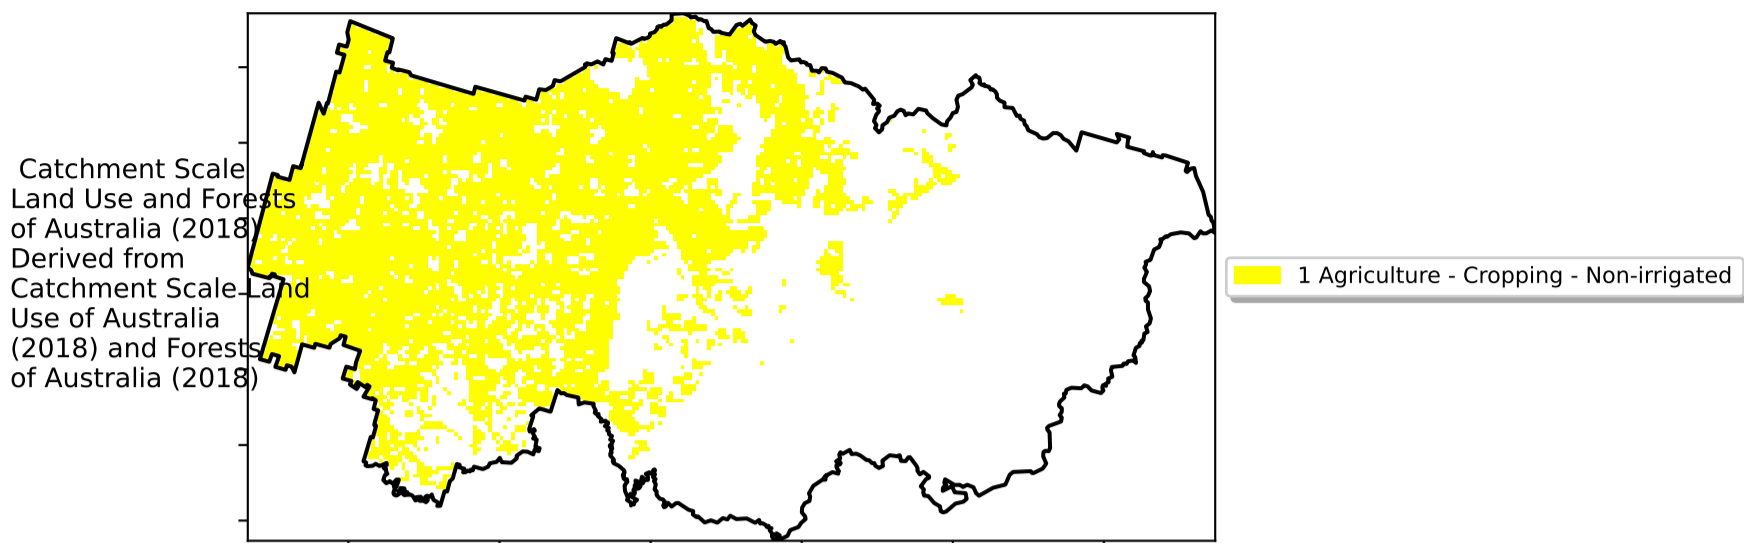 Catchment Scale
Land Use and Forests
of Australia (2018)
Derived from
Catchment Scale Land
Use of Australia
(2018) and Forests
of Australia (2018)
1 Agriculture - Cropping - Non-irrigated